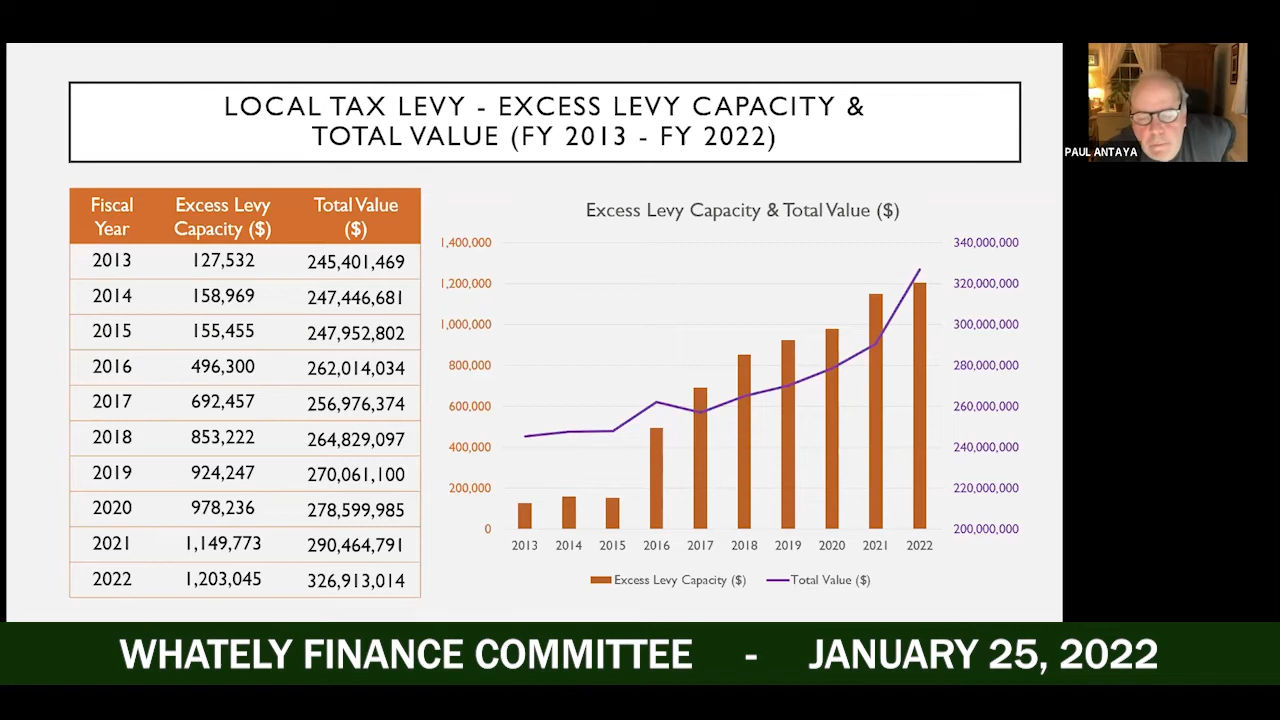 LOCAL TAX LEVY - EXCESS LEVY CAPACITY &
TOTAL VALUE (FY 2013 - FY 2022)
PAUL ANTAYA
Fiscal Year Excess Levy Capacity ($) Total Value ($)
2013 127,532 245,401,469
2014 158,969 247,446,681
2015 155,455 247,952,802
2016 496,300 262,014,034
2017 692,457 256,976,374
2018 853,222 264,829,097
2019 924,247 270,061,100
2020 978,236 278,599,985
2021 1,149,773 290,464,791
2022 1,203,045 326,913,014
Excess Levy Capacity & Total Value ($)
1,400,000 340,000,000
1,200,000 320,000,000
1,000,000 300,000,000
800,000 280,000,000
600,000 260,000,000
400,000 240,000,000
200,000 220,000,000
0 200,000,000
2013 2014 2015 2016 2017 2018 2019 2020 2021 2022
Excess Levy Capacity ($) Total Value ($)
WHATELY FINANCE COMMITTEE - JANUARY 25, 2022